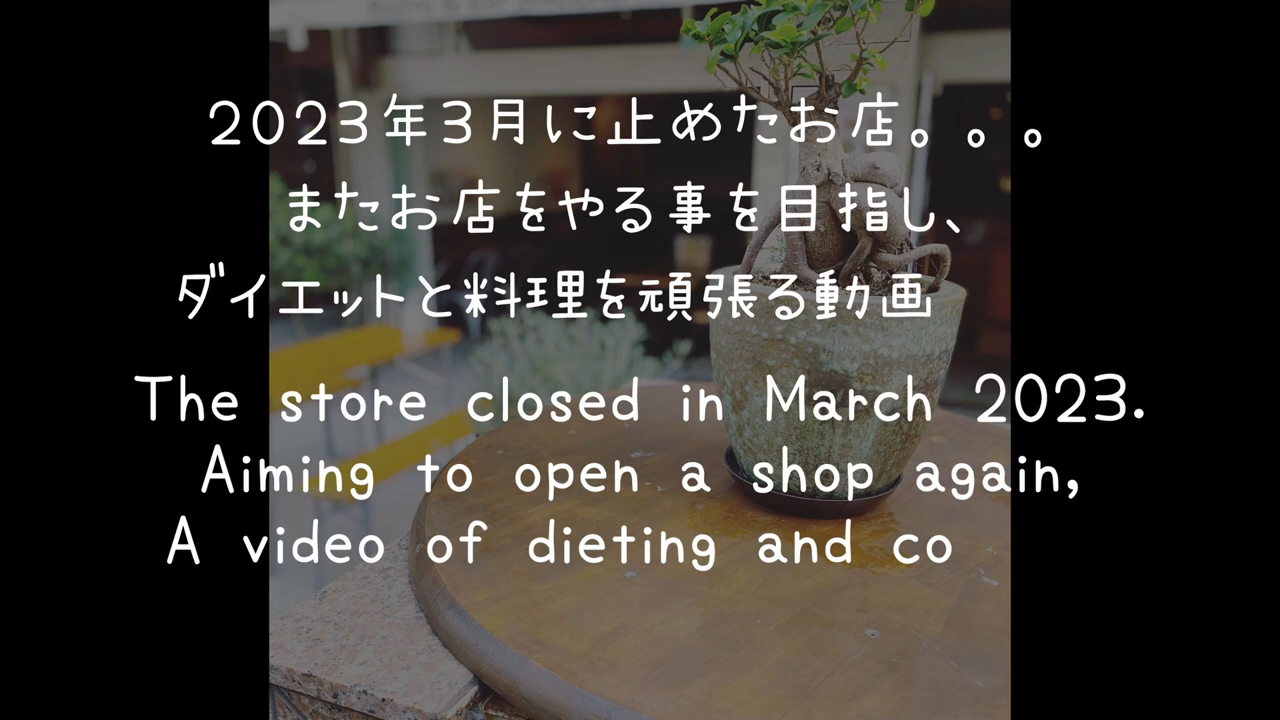 2023年3月に止めたお店。。。
またお店をやる事を目指し、
ダイエットと料理を頑張る動画
The store closed in March 2023.
Aiming to open a shop again,
A video of dieting and co